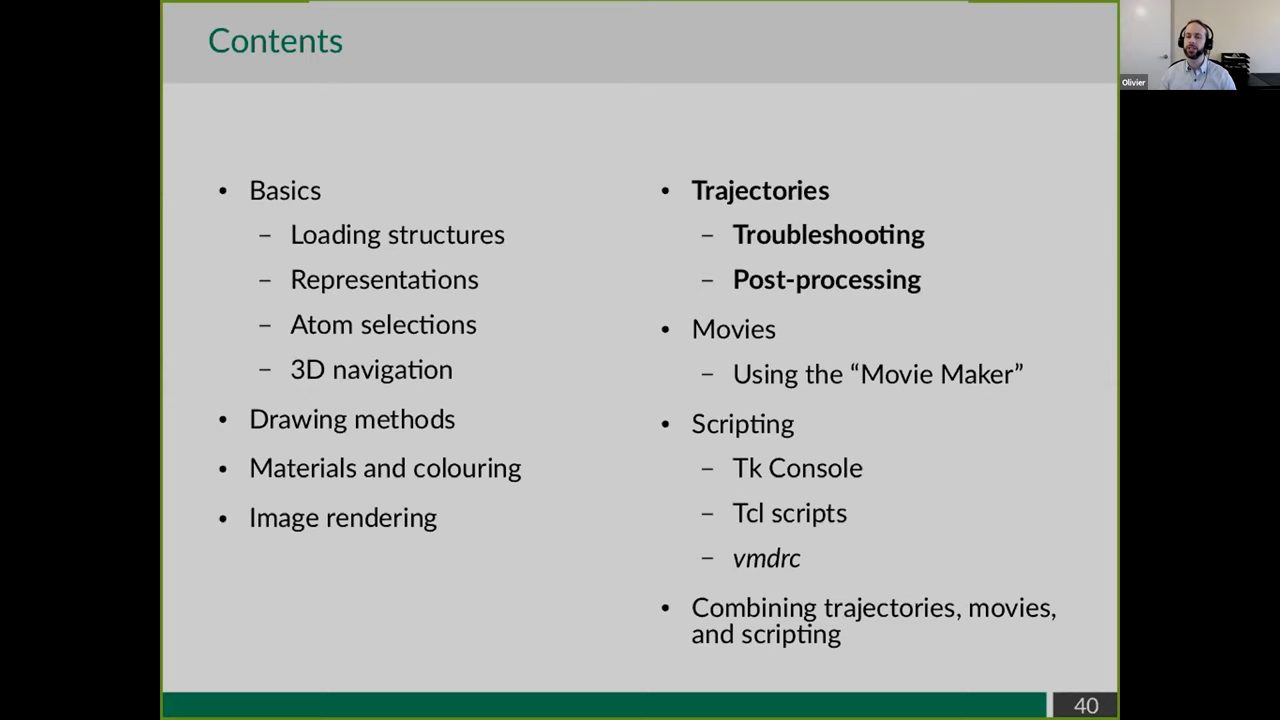 Contents
• Basics
– Loading structures
– Representations
– Atom selections
– 3D navigation
• Drawing methods
• Materials and colouring
• Image rendering
• Trajectories
– Troubleshooting
– Post-processing
• Movies
– Using the “Movie Maker”
• Scripting
– Tk Console
– Tcl scripts
– vmdrc
• Combining trajectories, movies,
and scripting
40
Olivier